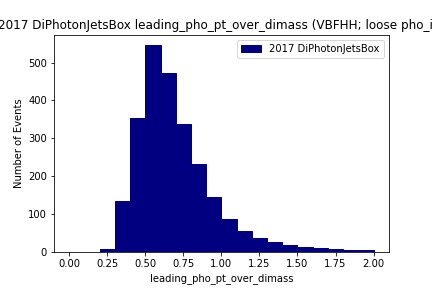 2017 DiPhotonJetsBox leading_pho_pt_over_dimass (VBFHH; loose pho_i
2017 DiPhotonJetsBox
Number of Events
500
400
300
200
100
0
0.00 0.25 0.50 0.75 1.00 1.25 1.50 1.75 2.00
leading_pho_pt_over_dimass